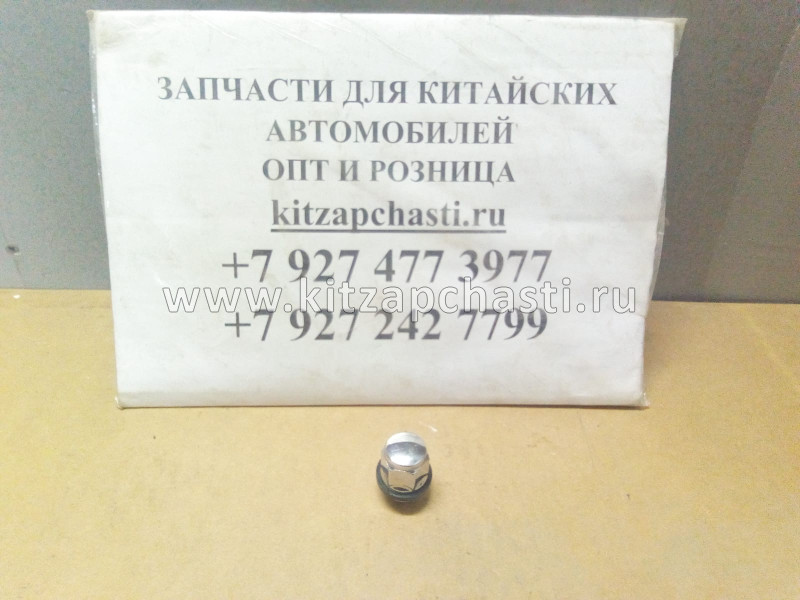 ЗАПЧАСТИ ДЛЯ КИТАЙСКИХ
АВТОМОБИЛЕЙ
ОПТ И РОЗНИЦА
kitzapchasti.ru
+7 927 477 3977
www.kitzapchasti.ru
+7 927 242 7799